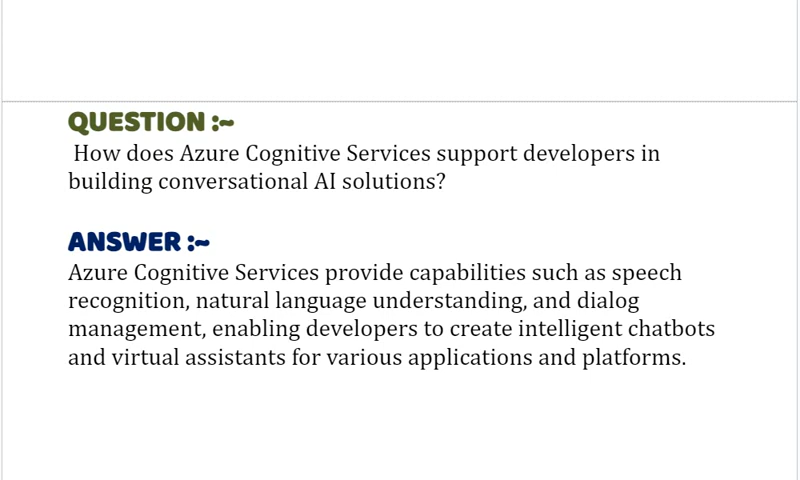 QUESTION :~
How does Azure Cognitive Services support developers in
building conversational AI solutions?
ANSWER :~
Azure Cognitive Services provide capabilities such as speech
recognition, natural language understanding, and dialog
management, enabling developers to create intelligent chatbots
and virtual assistants for various applications and platforms.